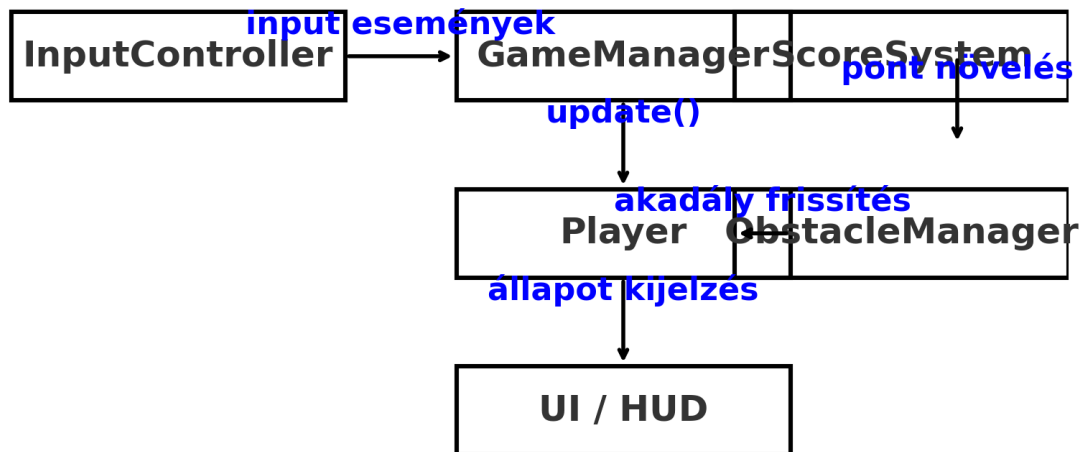 input események
InputController
GameManager
ScoreSystem
pont növelés
update()
akadály frissítés
Player
ObstacleManager
állapot kijelzés
UI / HUD